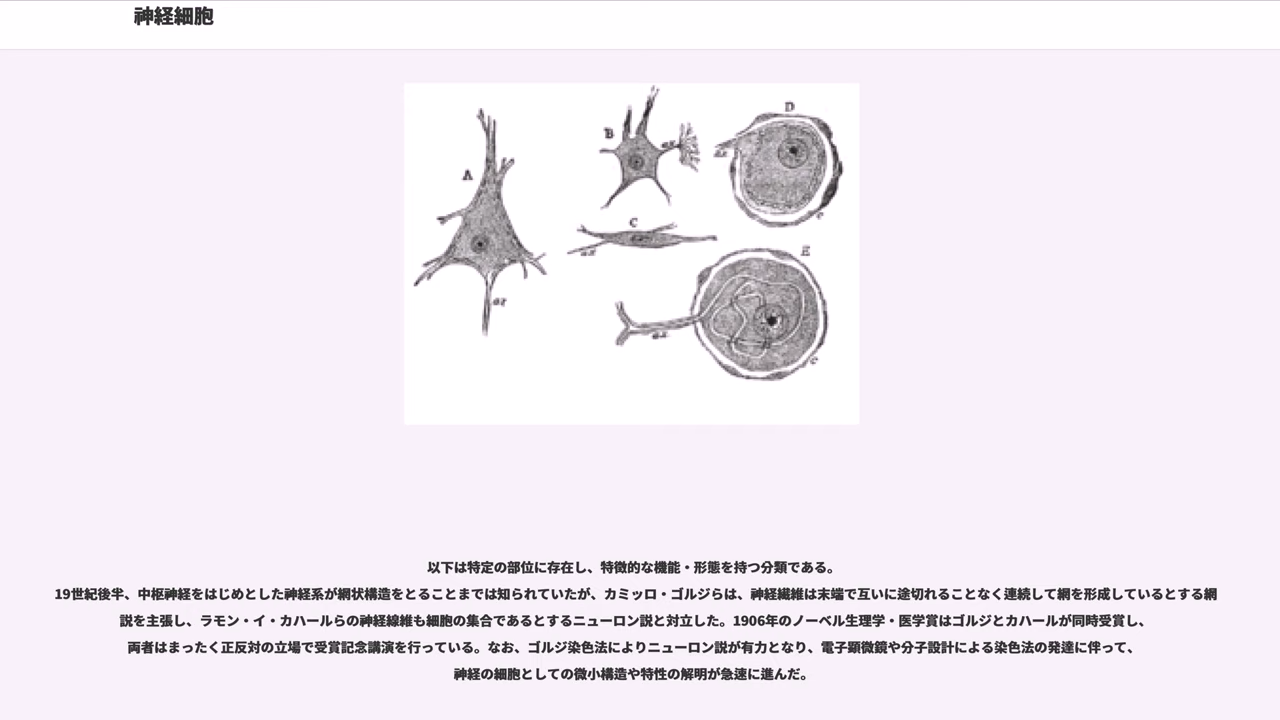 神経細胞
A
B
ax
D
ax
c
C
ax
E
ax
ax
c
以下は特定の部位に存在し、特徴的な機能・形態を持つ分類である。
19世紀後半、中枢神経をはじめとした神経系が網状構造をとることまでは知られていたが、カミッロ・ゴルジらは、神経繊維は末端で互いに途切れることなく連続して網を形成しているとする網
説を主張し、ラモン・イ・カハールらの神経線維も細胞の集合であるとするニューロン説と対立した。1906年のノーベル生理学・医学賞はゴルジとカハールが同時受賞し、
両者はまったく正反対の立場で受賞記念講演を行っている。なお、ゴルジ染色法によりニューロン説が有力となり、電子顕微鏡や分子設計による染色法の発達に伴って、
神経の細胞としての微小構造や特性の解明が急速に進んだ。